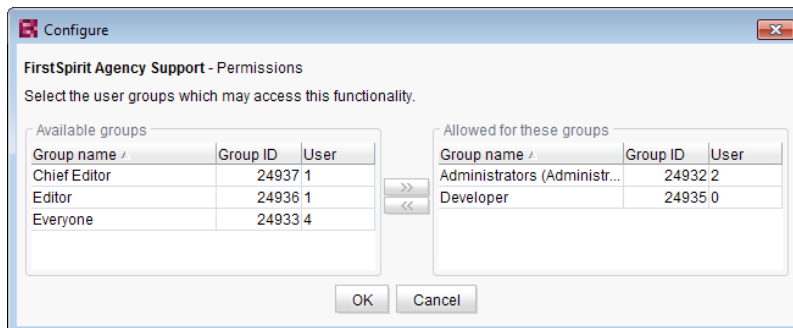 Configure
FirstSpirit Agency Support - Permissions
Select the user groups which may access this functionality.
Available groups
Group name Group ID User
Chief Editor 24937 1
Editor 24936 1
Everyone 24933 4
>>
<<
Allowed for these groups
Group name Group ID User
Administrators (Administr... 24932 2
Developer 24935 0
OK Cancel